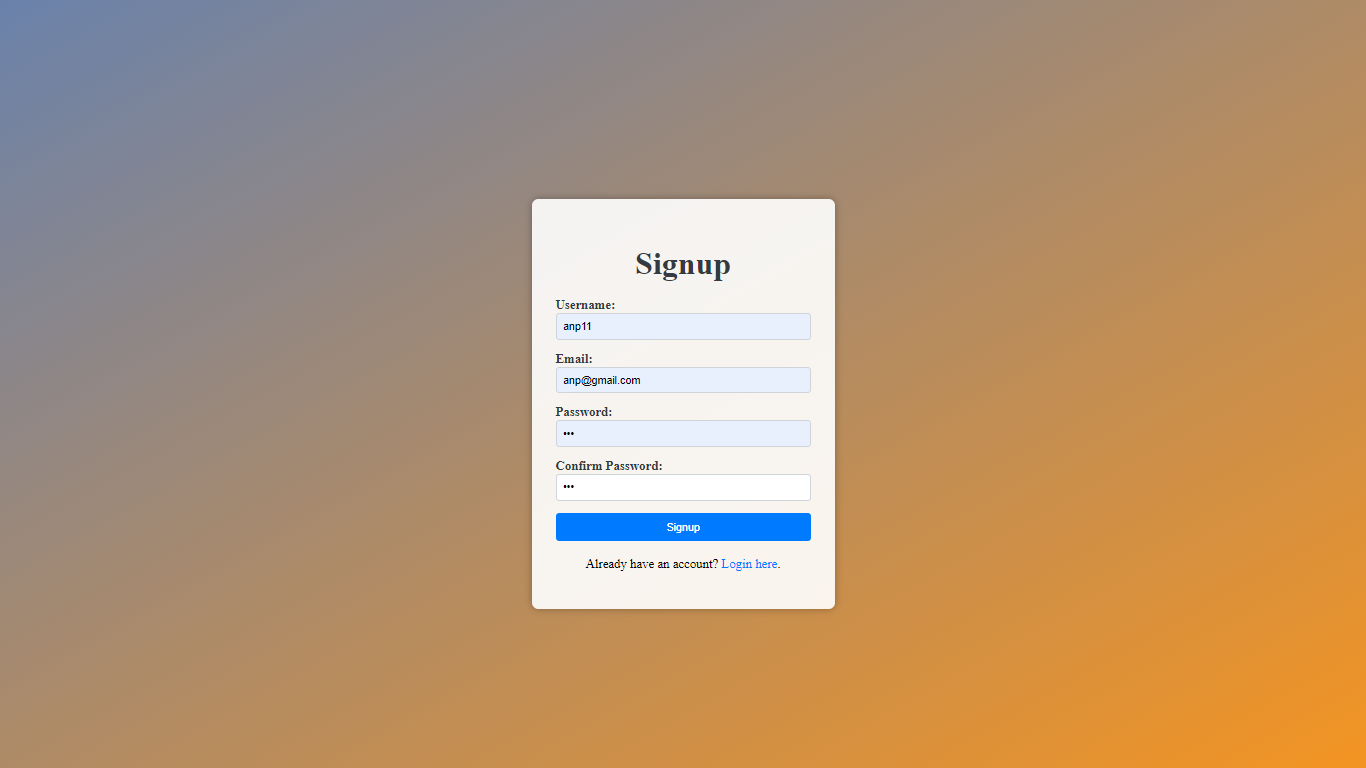 Signup
Username:
anp11
Email:
anp@gmail.com
Password:
•••
Confirm Password:
•••
Signup
Already have an account? Login here.